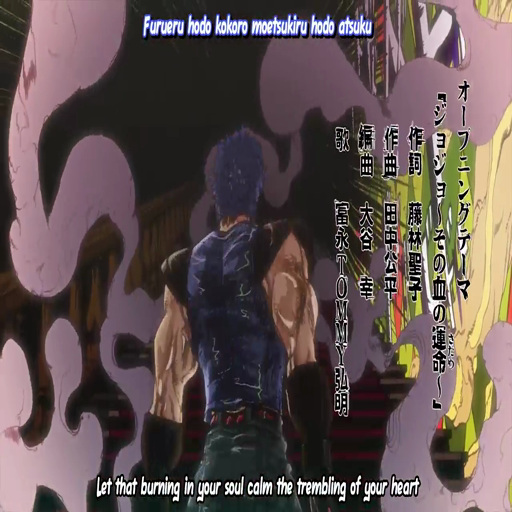 Furueru hodo kokoro moetsukiru hodo atsuku
オープニングテーマ
『ジョジョ～その血の運命～』
さだめ
作詞 藤林聖子
作曲 田中公平
編曲 大谷 幸
歌 富永TOMMY弘明
Let that burning in your soul calm the trembling of your heart